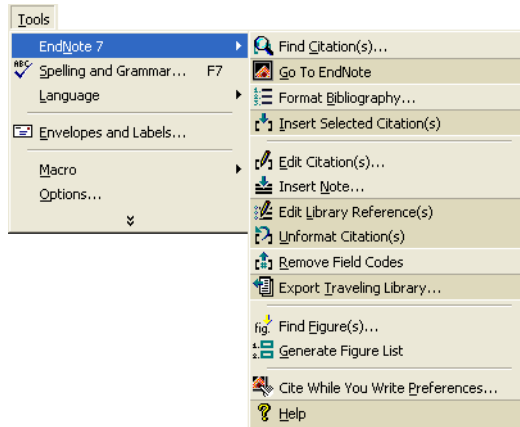 Tools
EndNote 7
Spelling and Grammar... F7
Language
Envelopes and Labels...
Macro
Options...
Find Citation(s)...
Go To EndNote
Format Bibliography...
Insert Selected Citation(s)
Edit Citation(s)...
Insert Note...
Edit Library Reference(s)
Unformat Citation(s)
Remove Field Codes
Export Traveling Library...
fig. Find Figure(s)...
Generate Figure List
Cite While You Write Preferences...
Help